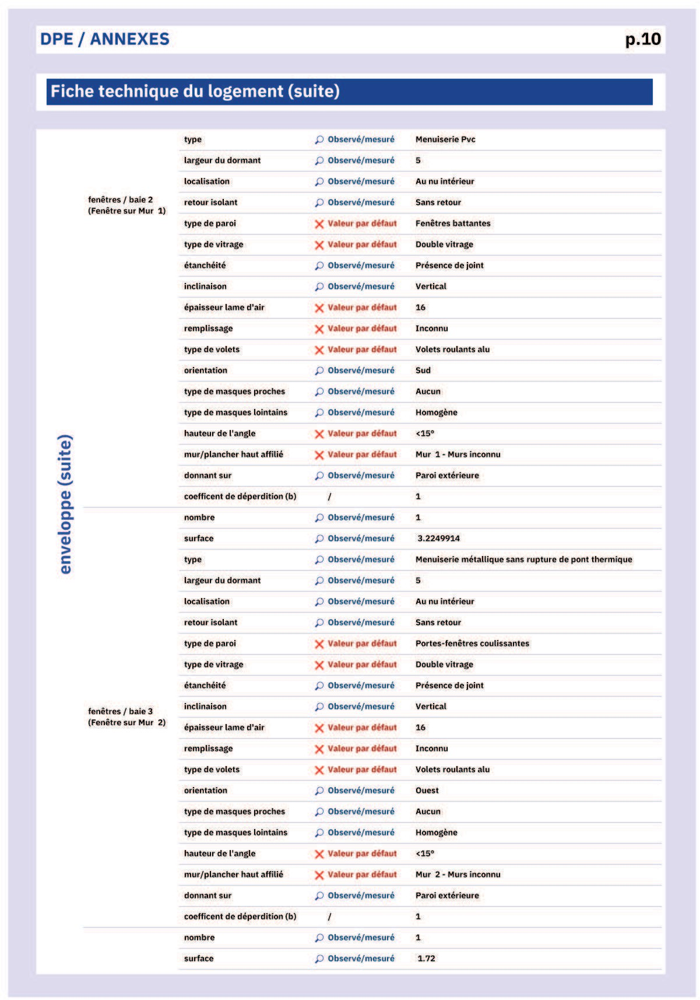 DPE / ANNEXES p.10
Fiche technique du logement (suite)
enveloppe (suite)
fenêtres / baie 2
(Fenêtre sur Mur 1)
type Observé/mesuré Menuiserie Pvc
largeur du dormant Observé/mesuré 5
localisation Observé/mesuré Au nu intérieur
retour isolant Observé/mesuré Sans retour
type de paroi Valeur par défaut Fenêtres battantes
type de vitrage Valeur par défaut Double vitrage
étanchéité Observé/mesuré Présence de joint
inclinaison Observé/mesuré Vertical
épaisseur lame d'air Valeur par défaut 16
remplissage Valeur par défaut Inconnu
type de volets Valeur par défaut Volets roulants alu
orientation Observé/mesuré Sud
type de masques proches Observé/mesuré Aucun
type de masques lointains Observé/mesuré Homogène
hauteur de l'angle Valeur par défaut <15°
mur/plancher haut affilié Valeur par défaut Mur 1 - Murs inconnu
donnant sur Observé/mesuré Paroi extérieure
coefficent de déperdition (b) / 1
fenêtres / baie 3
(Fenêtre sur Mur 2)
nombre Observé/mesuré 1
surface Observé/mesuré 3.2249914
type Observé/mesuré Menuiserie métallique sans rupture de pont thermique
largeur du dormant Observé/mesuré 5
localisation Observé/mesuré Au nu intérieur
retour isolant Observé/mesuré Sans retour
type de paroi Valeur par défaut Portes-fenêtres coulissantes
type de vitrage Valeur par défaut Double vitrage
étanchéité Observé/mesuré Présence de joint
inclinaison Observé/mesuré Vertical
épaisseur lame d'air Valeur par défaut 16
remplissage Valeur par défaut Inconnu
type de volets Valeur par défaut Volets roulants alu
orientation Observé/mesuré Ouest
type de masques proches Observé/mesuré Aucun
type de masques lointains Observé/mesuré Homogène
hauteur de l'angle Valeur par défaut <15°
mur/plancher haut affilié Valeur par défaut Mur 2 - Murs inconnu
donnant sur Observé/mesuré Paroi extérieure
coefficent de déperdition (b) / 1
nombre Observé/mesuré 1
surface Observé/mesuré 1.72